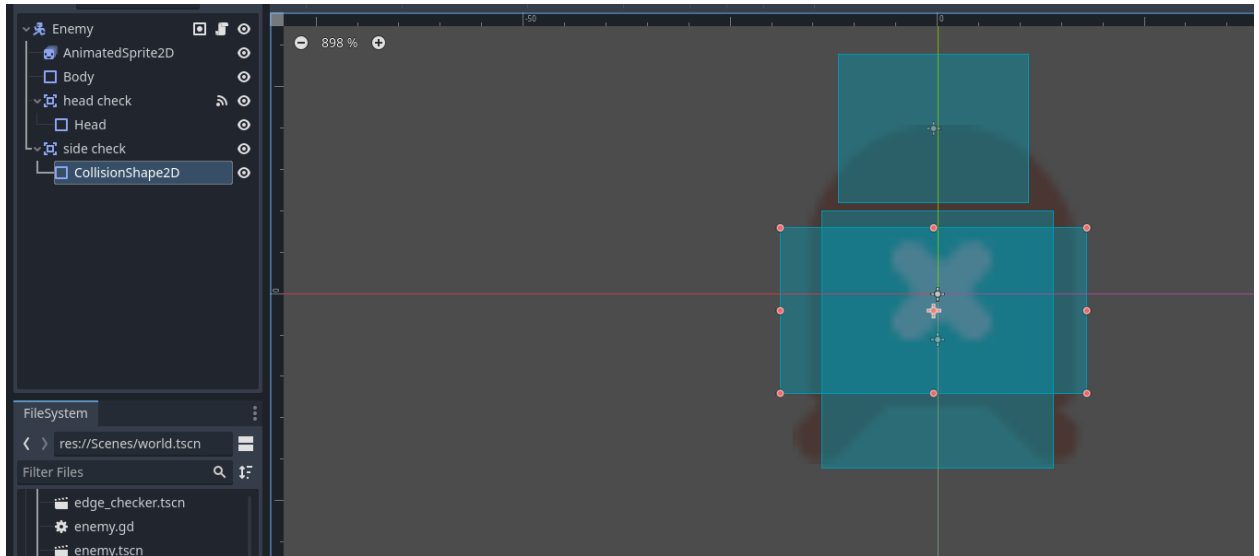 Enemy
AnimatedSprite2D
Body
head check
Head
side check
CollisionShape2D
FileSystem
res://Scenes/world.tscn
Filter Files
edge_checker.tscn
enemy.gd
enemy.tscn
-50
0
898 %
0